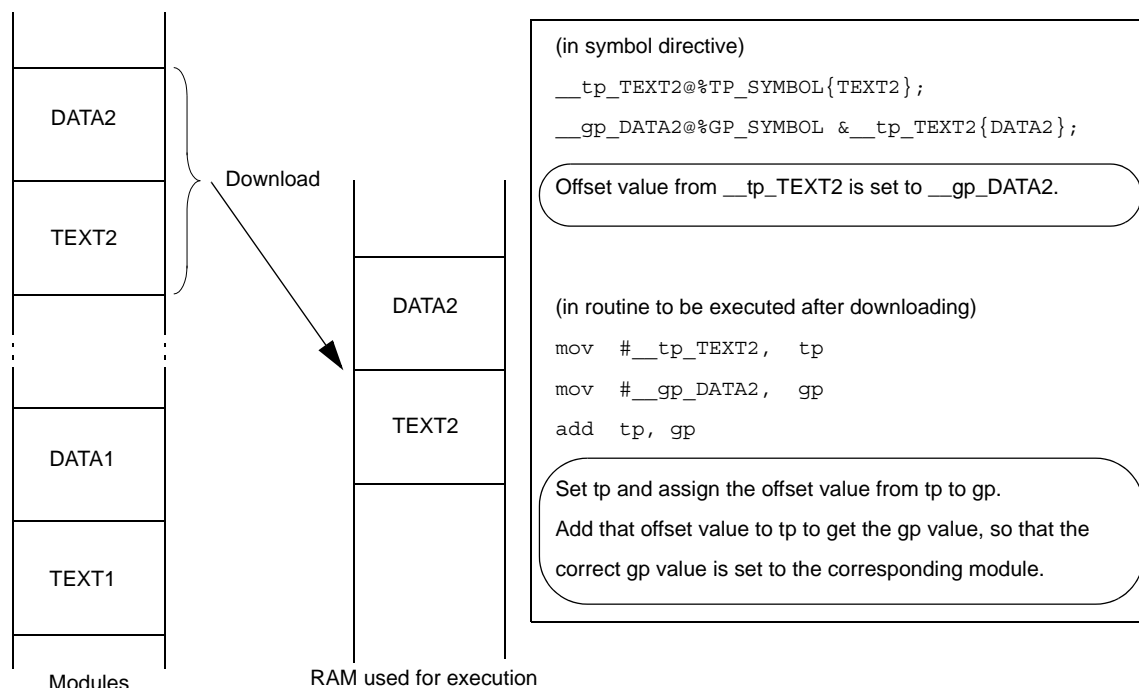 DATA2
TEXT2
DATA1
TEXT1
Modules
Download
DATA2
TEXT2
RAM used for execution
(in symbol directive)
__tp_TEXT2@%TP_SYMBOL{TEXT2};
__gp_DATA2@%GP_SYMBOL &__tp_TEXT2{DATA2};
Offset value from __tp_TEXT2 is set to __gp_DATA2.
(in routine to be executed after downloading)
mov #__tp_TEXT2, tp
mov #__gp_DATA2, gp
add tp, gp
Set tp and assign the offset value from tp to gp.
Add that offset value to tp to get the gp value, so that the
correct gp value is set to the corresponding module.